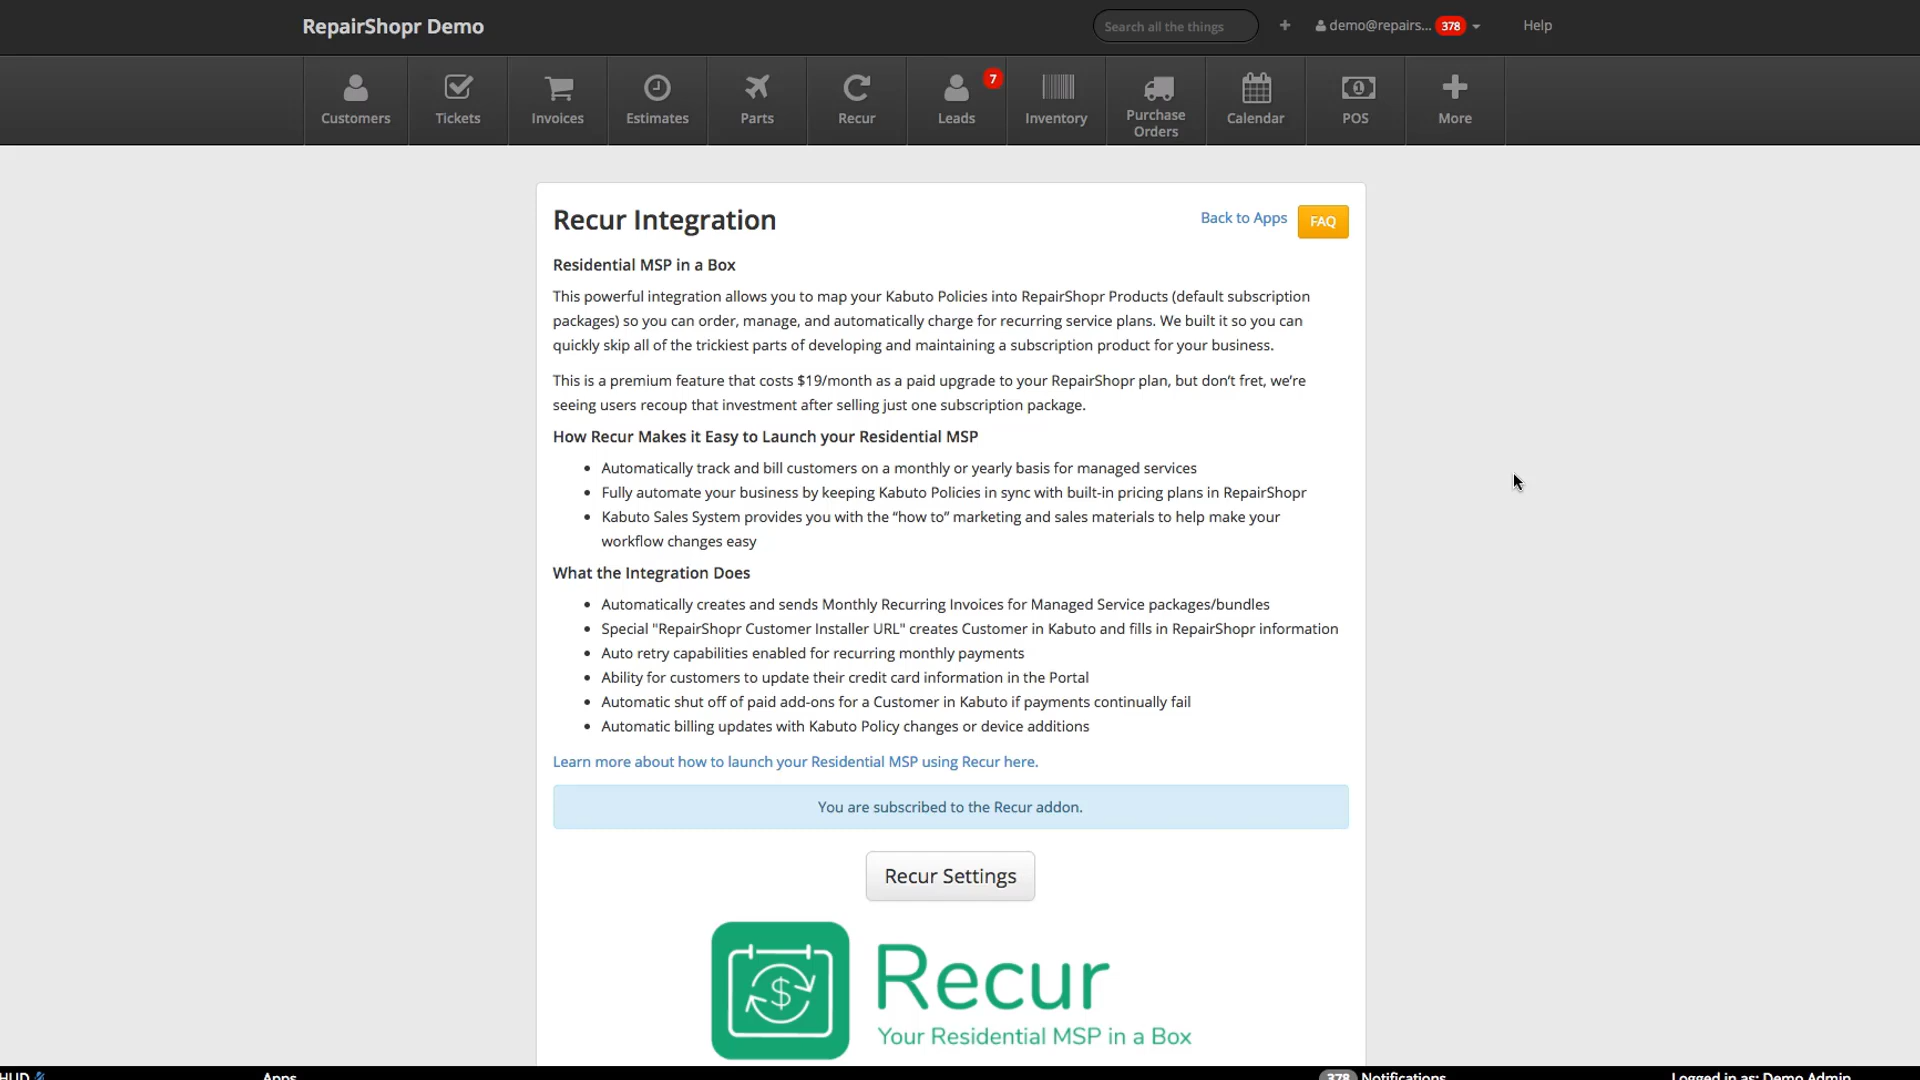 RepairShopr Demo
Search all the things
demo@repairs... 378
Help
Customers
Tickets
Invoices
Estimates
Parts
Recur
Leads
7
Inventory
Purchase
Orders
Calendar
POS
More
Recur Integration
Back to Apps
FAQ
Residential MSP in a Box
This powerful integration allows you to map your Kabuto Policies into RepairShopr Products (default subscription
packages) so you can order, manage, and automatically charge for recurring service plans. We built it so you can
quickly skip all of the trickiest parts of developing and maintaining a subscription product for your business.
This is a premium feature that costs $19/month as a paid upgrade to your RepairShopr plan, but don’t fret, we’re
seeing users recoup that investment after selling just one subscription package.
How Recur Makes it Easy to Launch your Residential MSP
• Automatically track and bill customers on a monthly or yearly basis for managed services
• Fully automate your business by keeping Kabuto Policies in sync with built-in pricing plans in RepairShopr
• Kabuto Sales System provides you with the “how to” marketing and sales materials to help make your
workflow changes easy
What the Integration Does
• Automatically creates and sends Monthly Recurring Invoices for Managed Service packages/bundles
• Special "RepairShopr Customer Installer URL" creates Customer in Kabuto and fills in RepairShopr information
• Auto retry capabilities enabled for recurring monthly payments
• Ability for customers to update their credit card information in the Portal
• Automatic shut off of paid add-ons for a Customer in Kabuto if payments continually fail
• Automatic billing updates with Kabuto Policy changes or device additions
Learn more about how to launch your Residential MSP using Recur here.
You are subscribed to the Recur addon.
Recur Settings
$
Recur
Your Residential MSP in a Box
HUD
Apps
378 Notifications
Logged in as: Demo Admin